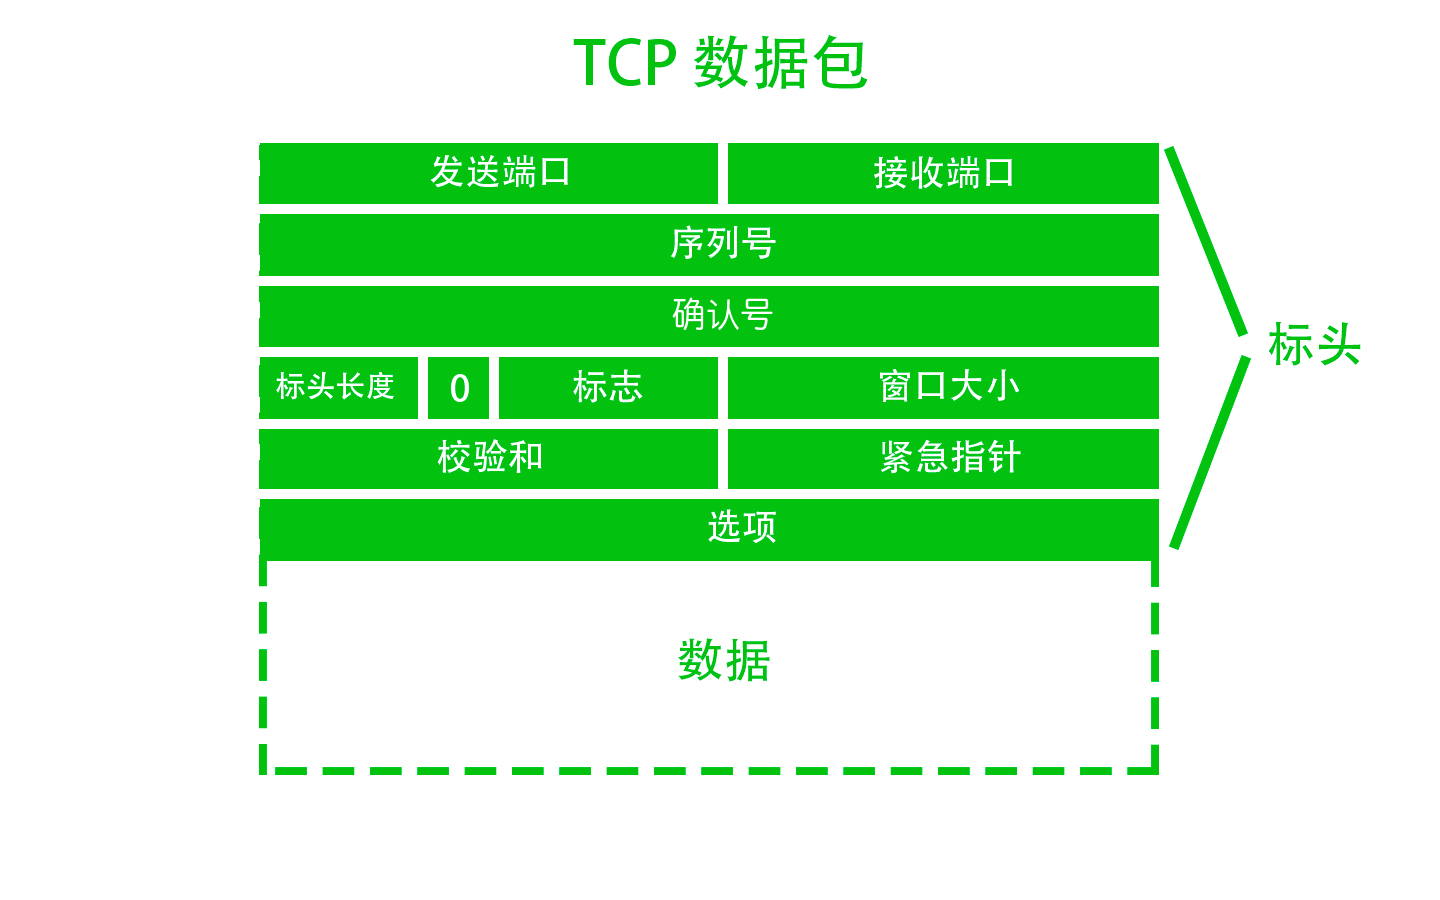 TCP 数据包
发送端口 接收端口
序列号
确认号
标头长度 0 标志 窗口大小
校验和 紧急指针
选项
数据
标头